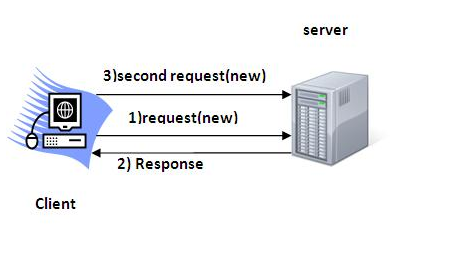 server
3)second request(new)
1)request(new)
2) Response
Client